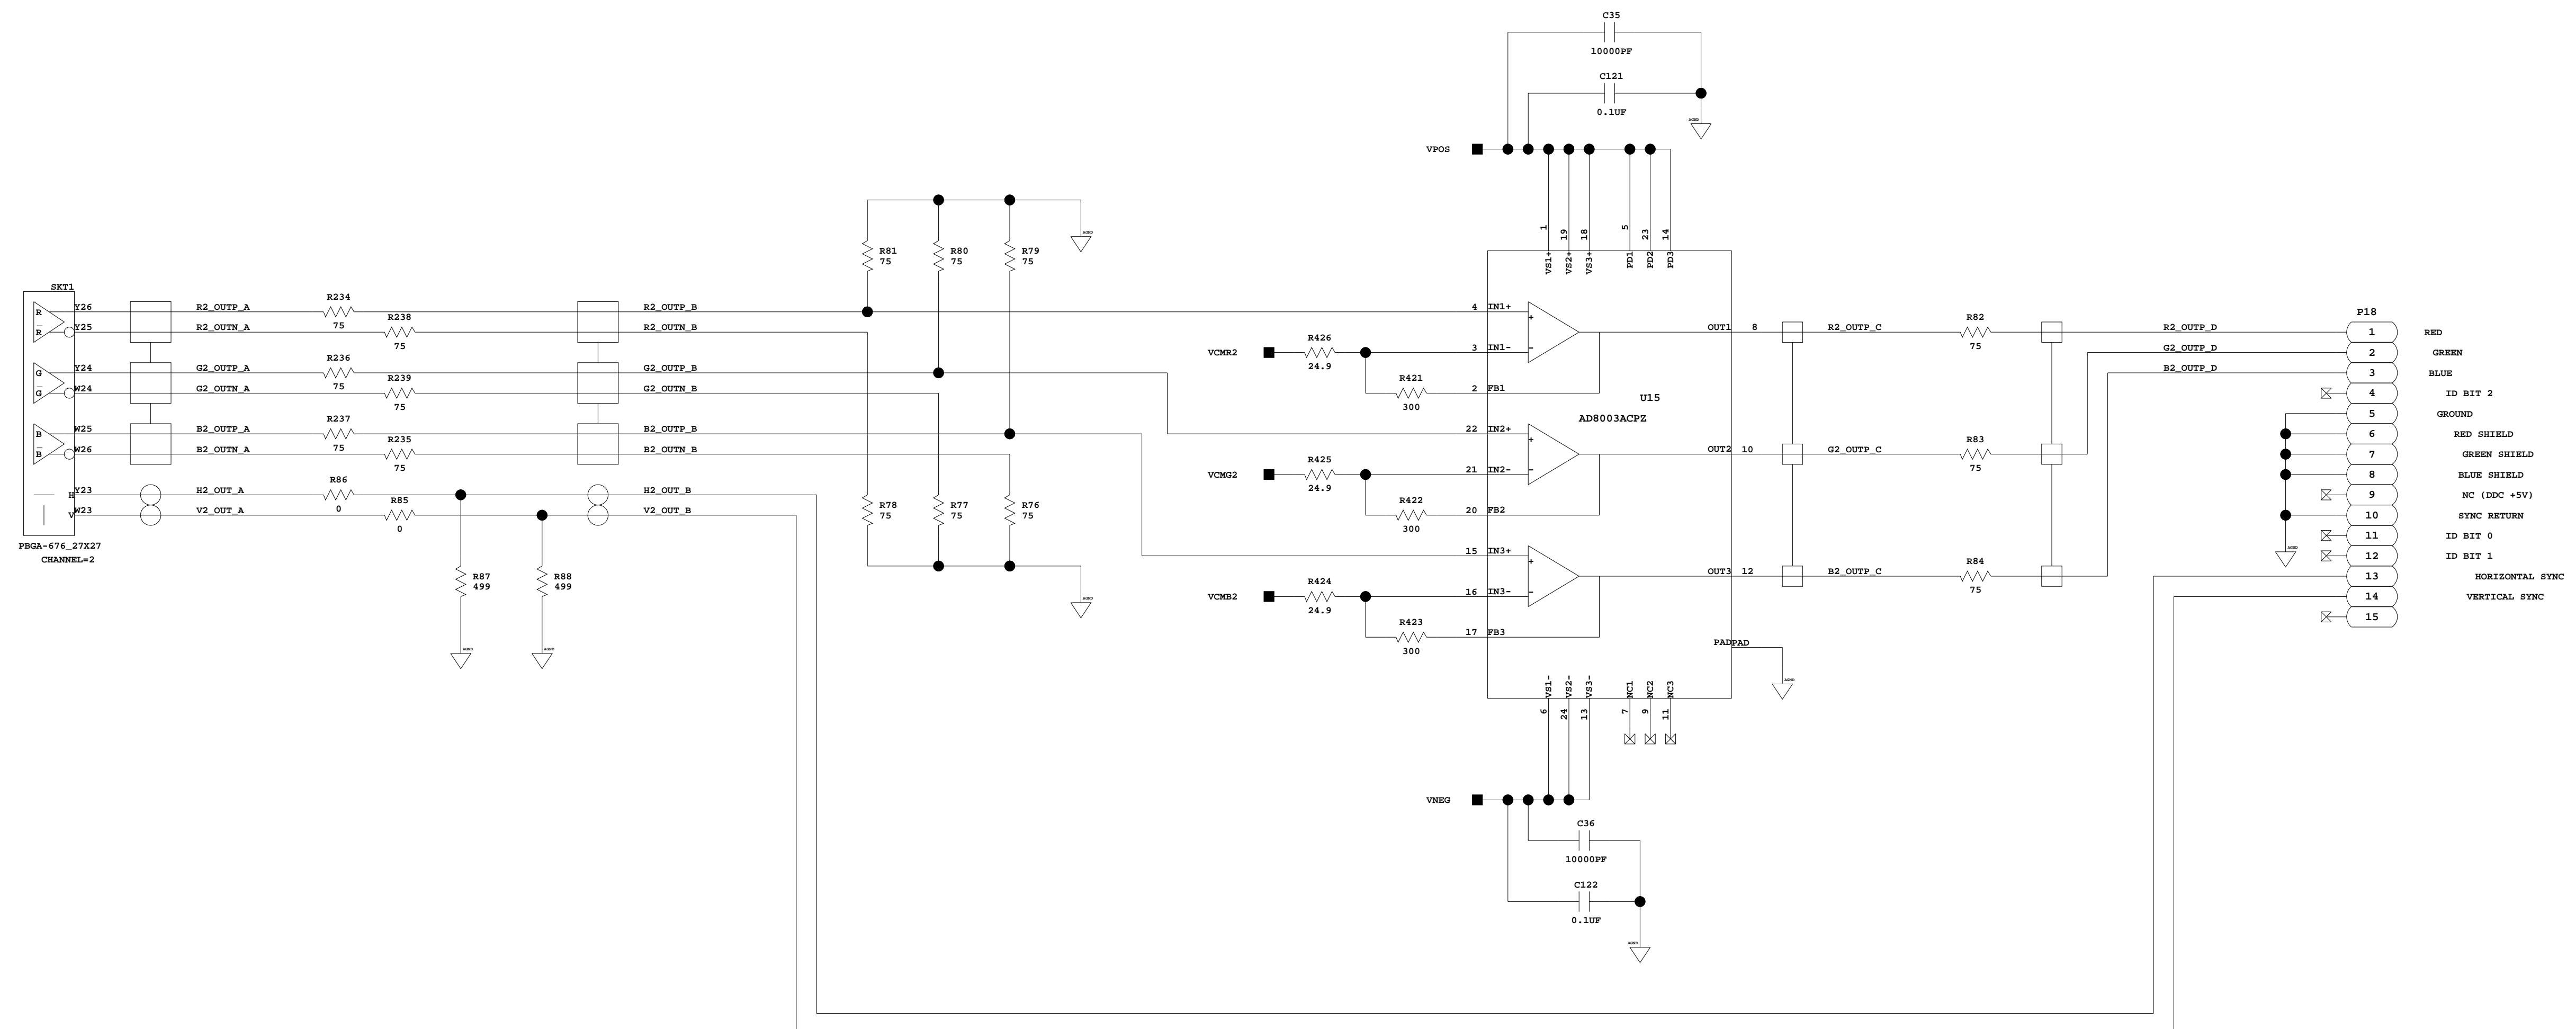 C35
10000PF
C121
0.1UF
AGND
VPOS
1
19
18
5
23
14
VS1+
VS2+
VS3+
PD1
PD2
PD3
AGND
R81
75
R80
75
R79
75
SKT1
R
R
G
G
B
B
H
V
Y26
Y25
Y24
W24
W25
W26
Y23
W23
PBGA-676_27X27
CHANNEL=2
R2_OUTP_A
R2_OUTN_A
G2_OUTP_A
G2_OUTN_A
B2_OUTP_A
B2_OUTN_A
H2_OUT_A
V2_OUT_A
R234
75
R238
75
R236
75
R239
75
R237
75
R235
75
R86
0
R85
0
R87
499
R88
499
AGND
AGND
R2_OUTP_B
R2_OUTN_B
G2_OUTP_B
G2_OUTN_B
B2_OUTP_B
B2_OUTN_B
H2_OUT_B
V2_OUT_B
R78
75
R77
75
R76
75
AGND
VCMR2
R426
24.9
R421
300
VCMG2
R425
24.9
R422
300
VCMB2
R424
24.9
R423
300
4 IN1+
3 IN1-
2 FB1
22 IN2+
21 IN2-
20 FB2
15 IN3+
16 IN3-
17 FB3
+
-
+
-
+
-
U15
AD8003ACPZ
OUT1 8
OUT2 10
OUT3 12
PAD PAD
AGND
VS1-
VS2-
VS3-
NC1
NC2
NC3
6
24
13
7
9
11
VNEG
C36
10000PF
C122
0.1UF
AGND
R2_OUTP_C
G2_OUTP_C
B2_OUTP_C
R82
75
R83
75
R84
75
R2_OUTP_D
G2_OUTP_D
B2_OUTP_D
AGND
P18
1 RED
2 GREEN
3 BLUE
4 ID BIT 2
5 GROUND
6 RED SHIELD
7 GREEN SHIELD
8 BLUE SHIELD
9 NC (DDC +5V)
10 SYNC RETURN
11 ID BIT 0
12 ID BIT 1
13 HORIZONTAL SYNC
14 VERTICAL SYNC
15